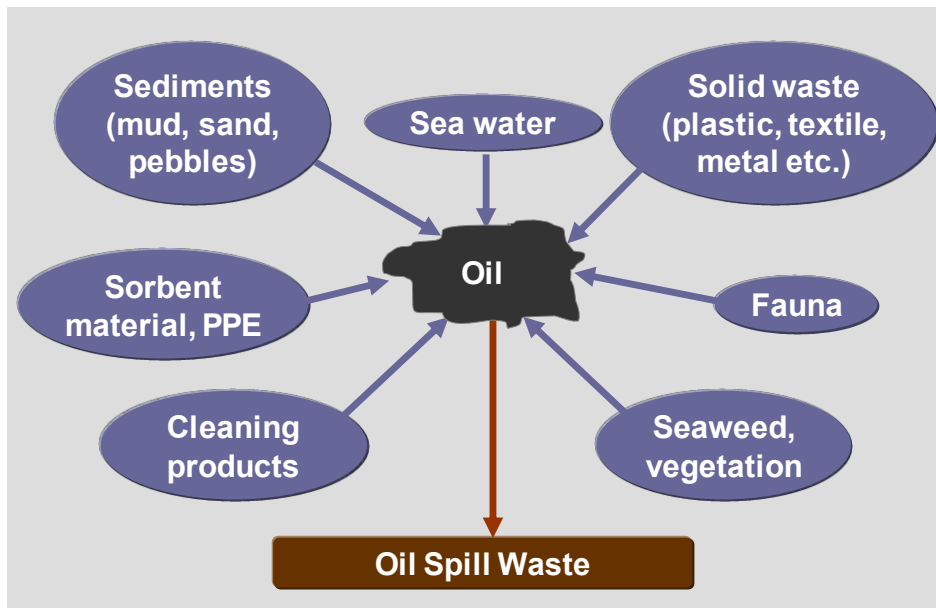 Sediments
(mud, sand,
pebbles)
Sea water
Solid waste
(plastic, textile,
metal etc.)
Sorbent
material, PPE
Oil
Fauna
Cleaning
products
Seaweed,
vegetation
Oil Spill Waste